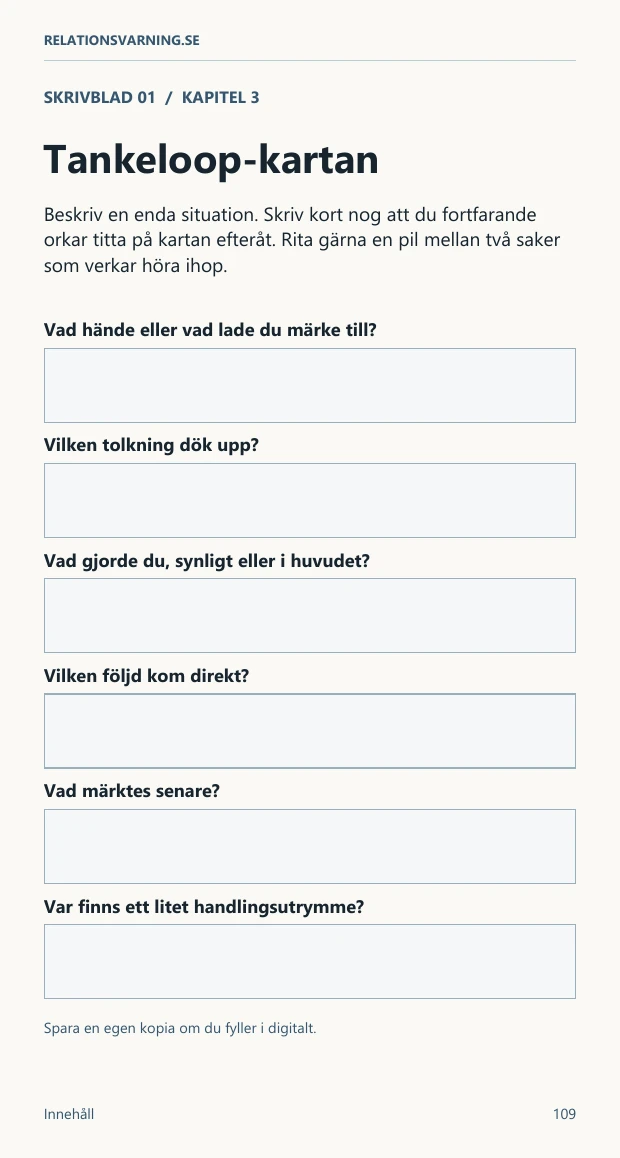 RELATIONSVARNING.SE
SKRIVBLAD 01 / KAPITEL 3
Tankeloop-kartan
Beskriv en enda situation. Skriv kort nog att du fortfarande
orkar titta på kartan efteråt. Rita gärna en pil mellan två saker
som verkar höra ihop.
Vad hände eller vad lade du märke till?
Vilken tolkning dök upp?
Vad gjorde du, synligt eller i huvudet?
Vilken följd kom direkt?
Vad märktes senare?
Var finns ett litet handlingsutrymme?
Spara en egen kopia om du fyller i digitalt.
Innehåll 109